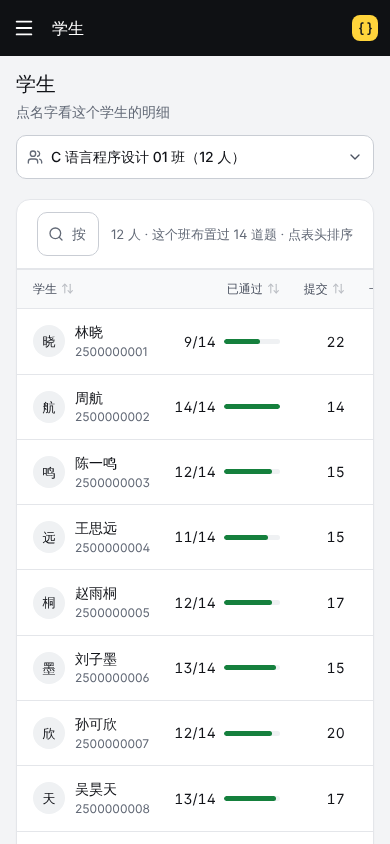 学生
{}
学生
点名字看这个学生的明细
C 语言程序设计 01 班（12 人）
按
12 人 · 这个班布置过 14 道题 · 点表头排序
学生 已通过 提交
晓 林晓 9/14 22
2500000001
航 周航 14/14 14
2500000002
鸣 陈一鸣 12/14 15
2500000003
远 王思远 11/14 15
2500000004
桐 赵雨桐 12/14 17
2500000005
墨 刘子墨 13/14 15
2500000006
欣 孙可欣 12/14 20
2500000007
天 吴昊天 13/14 17
2500000008